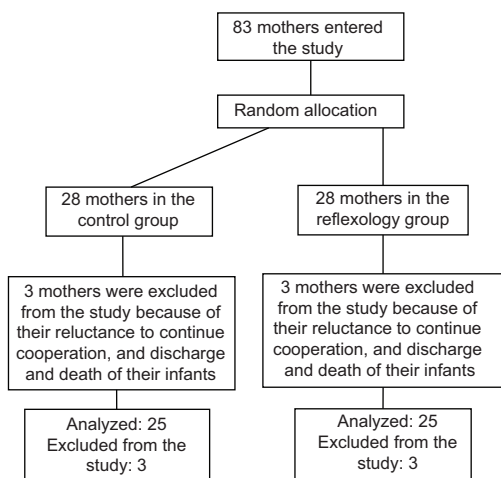 83 mothers entered
the study
Random allocation
28 mothers in the
control group
28 mothers in the
reflexology group
3 mothers were excluded
from the study because of
their reluctance to continue
cooperation, and discharge
and death of their infants
3 mothers were excluded
from the study because of
their reluctance to continue
cooperation, and discharge
and death of their infants
Analyzed: 25
Excluded from the
study: 3
Analyzed: 25
Excluded from the
study: 3